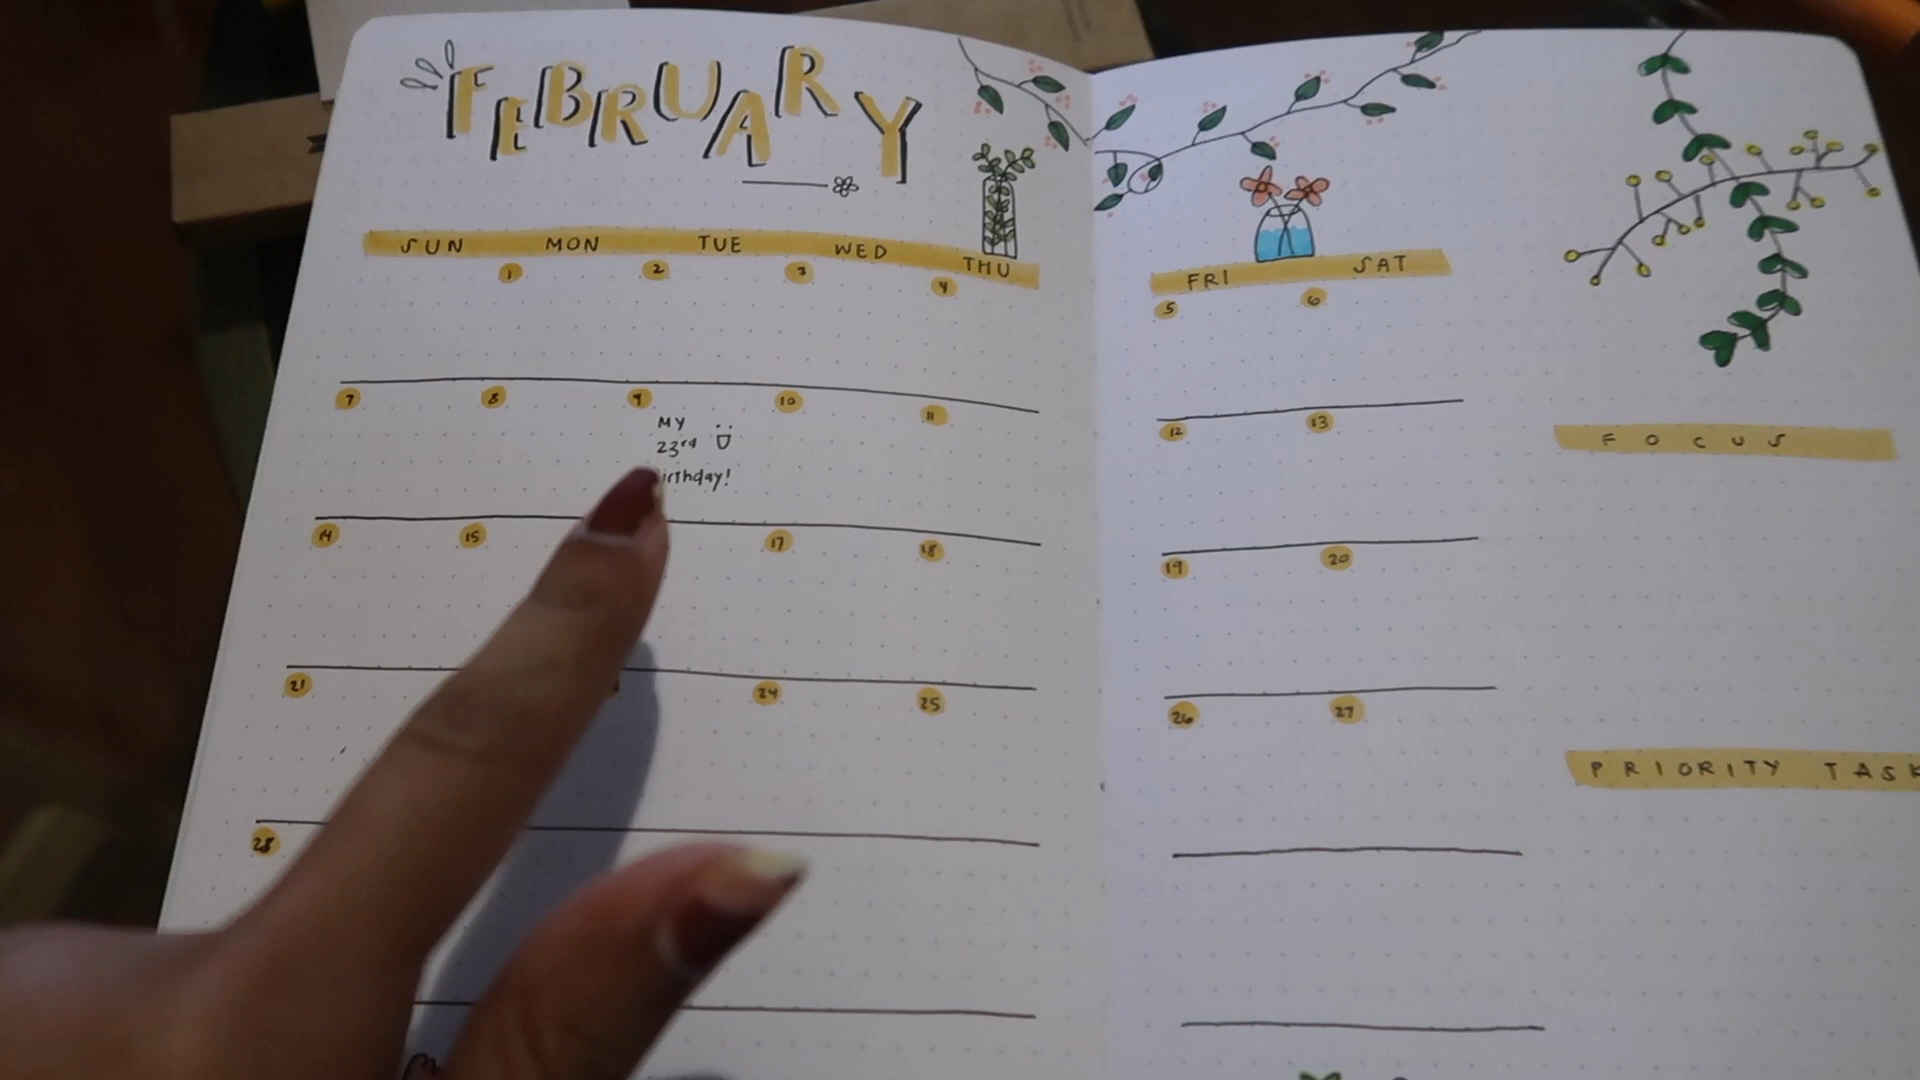 FEBRUARY
SUN MON TUE WED THU FRI SAT
1 2 3 4 5 6
7 8 9 10 11 12 13
MY
23rd
irthday!
FOCUS
14 15 17 18 19 20
21 24 25 26 27
PRIORITY TASK
28